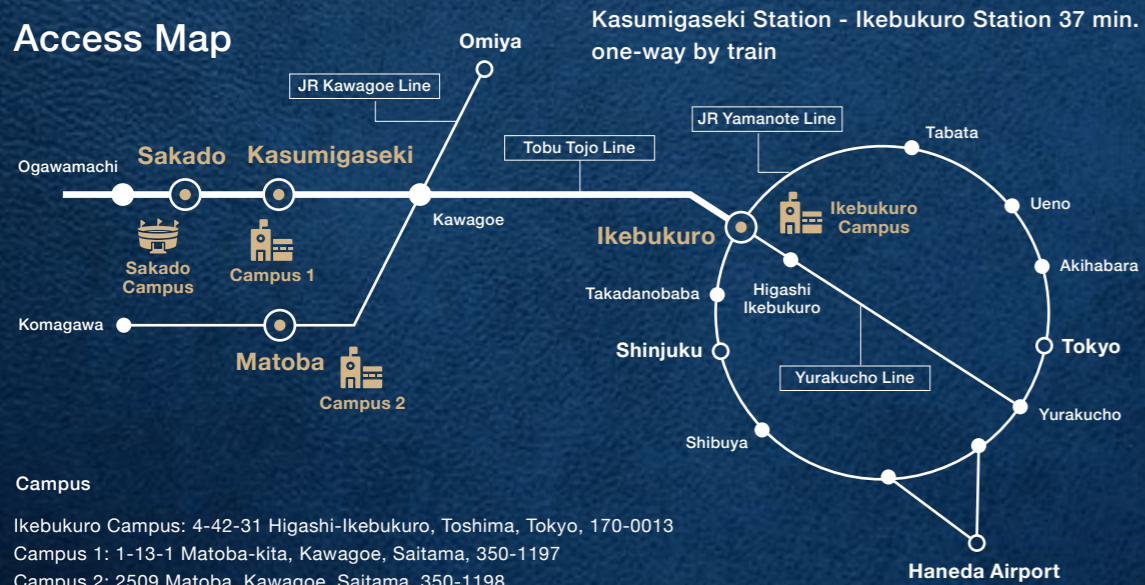 Access Map
Kasumigaseki Station - Ikebukuro Station 37 min.
one-way by train
Omiya
JR Kawagoe Line
JR Yamanote Line
Tabata
Tobu Tojo Line
Ogawamachi
Sakado
Kasumigaseki
Kawagoe
Ikebukuro
Ikebukuro
Campus
Ueno
Sakado
Campus
Campus 1
Akihabara
Takadanobaba
Higashi
Ikebukuro
Komagawa
Matoba
Campus 2
Shinjuku
Tokyo
Yurakucho Line
Yurakucho
Shibuya
Haneda Airport
Campus
Ikebukuro Campus: 4-42-31 Higashi-Ikebukuro, Toshima, Tokyo, 170-0013
Campus 1: 1-13-1 Matoba-kita, Kawagoe, Saitama, 350-1197
Campus 2: 2509 Matoba, Kawagoe, Saitama, 350-1198